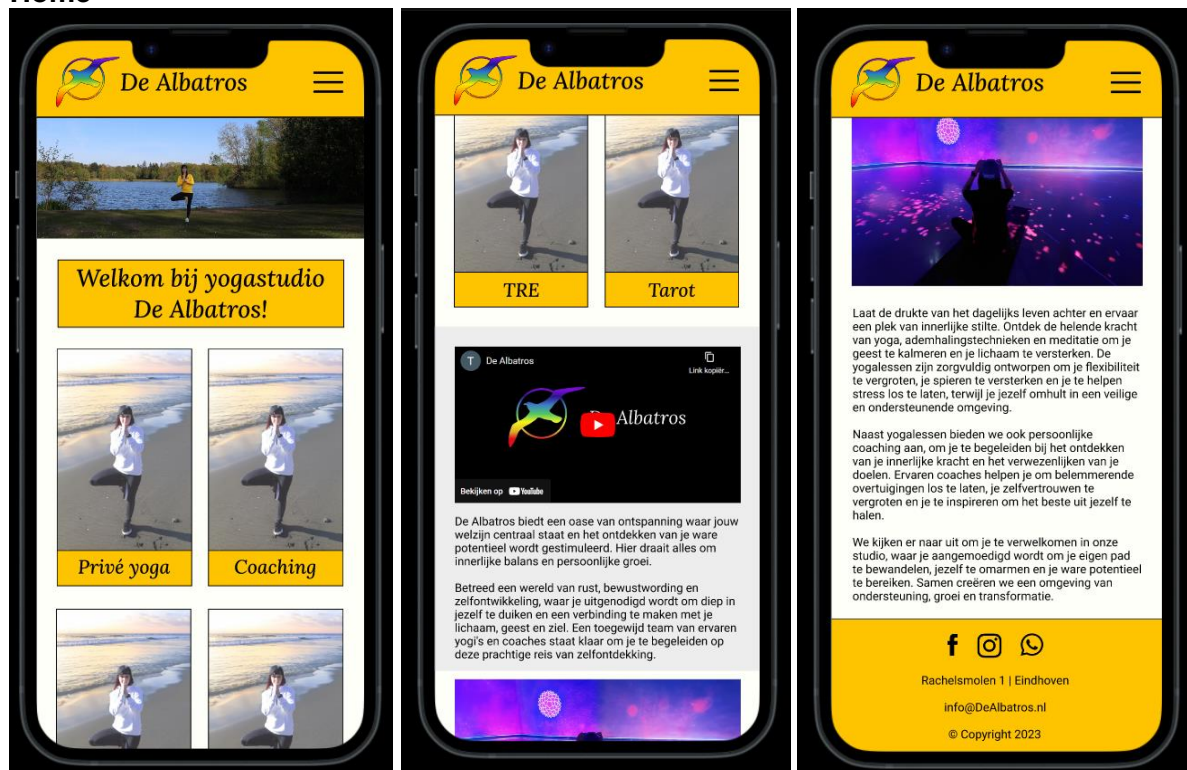 De Albatros
Welkom bij yogastudio
De Albatros!
Privé yoga
Coaching
De Albatros
TRE
Tarot
T
De Albatros
Link kopiër...
De Albatros
Bekijken op YouTube
De Albatros biedt een oase van ontspanning waar jouw
welzijn centraal staat en het ontdekken van je ware
potentieel wordt gestimuleerd. Hier draait alles om
innerlijke balans en persoonlijke groei.
Betreed een wereld van rust, bewustwording en
zelfontwikkeling, waar je uitgenodigd wordt om diep in
jezelf te duiken en een verbinding te maken met je
lichaam, geest en ziel. Een toegewijd team van ervaren
yogi's en coaches staat klaar om je te begeleiden op
deze prachtige reis van zelfontdekking.
De Albatros
Laat de drukte van het dagelijks leven achter en ervaar
een plek van innerlijke stilte. Ontdek de helende kracht
van yoga, ademhalingstechnieken en meditatie om je
geest te kalmeren en je lichaam te versterken. De
yogalessen zijn zorgvuldig ontworpen om je flexibiliteit
te vergroten, je spieren te versterken en je te helpen
stress los te laten, terwijl je jezelf omhult in een veilige
en ondersteunende omgeving.
Naast yogalessen bieden we ook persoonlijke
coaching aan, om je te begeleiden bij het ontdekken
van je innerlijke kracht en het verwezenlijken van je
doelen. Ervaren coaches helpen je om belemmerende
overtuigingen los te laten, je zelfvertrouwen te
vergroten en je te inspireren om het beste uit jezelf te
halen.
We kijken er naar uit om je te verwelkomen in onze
studio, waar je aangemoedigd wordt om je eigen pad
te bewandelen, jezelf te omarmen en je ware potentieel
te bereiken. Samen creëren we een omgeving van
ondersteuning, groei en transformatie.
Rachelsmolen 1 | Eindhoven
info@DeAlbatros.nl
© Copyright 2023